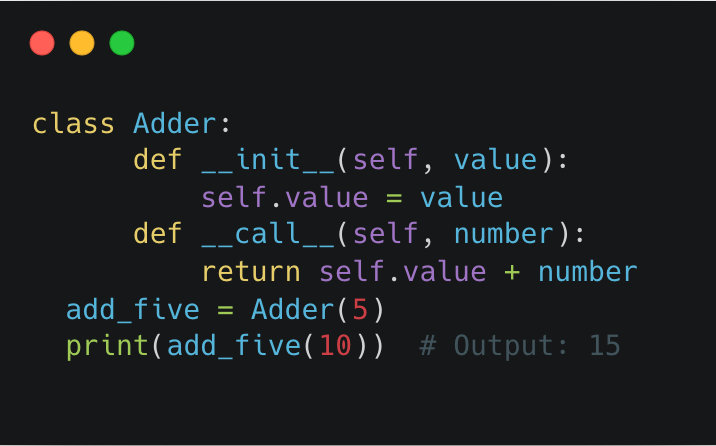 class Adder:
      def __init__(self, value):
          self.value = value
      def __call__(self, number):
          return self.value + number
  add_five = Adder(5)
  print(add_five(10))  # Output: 15